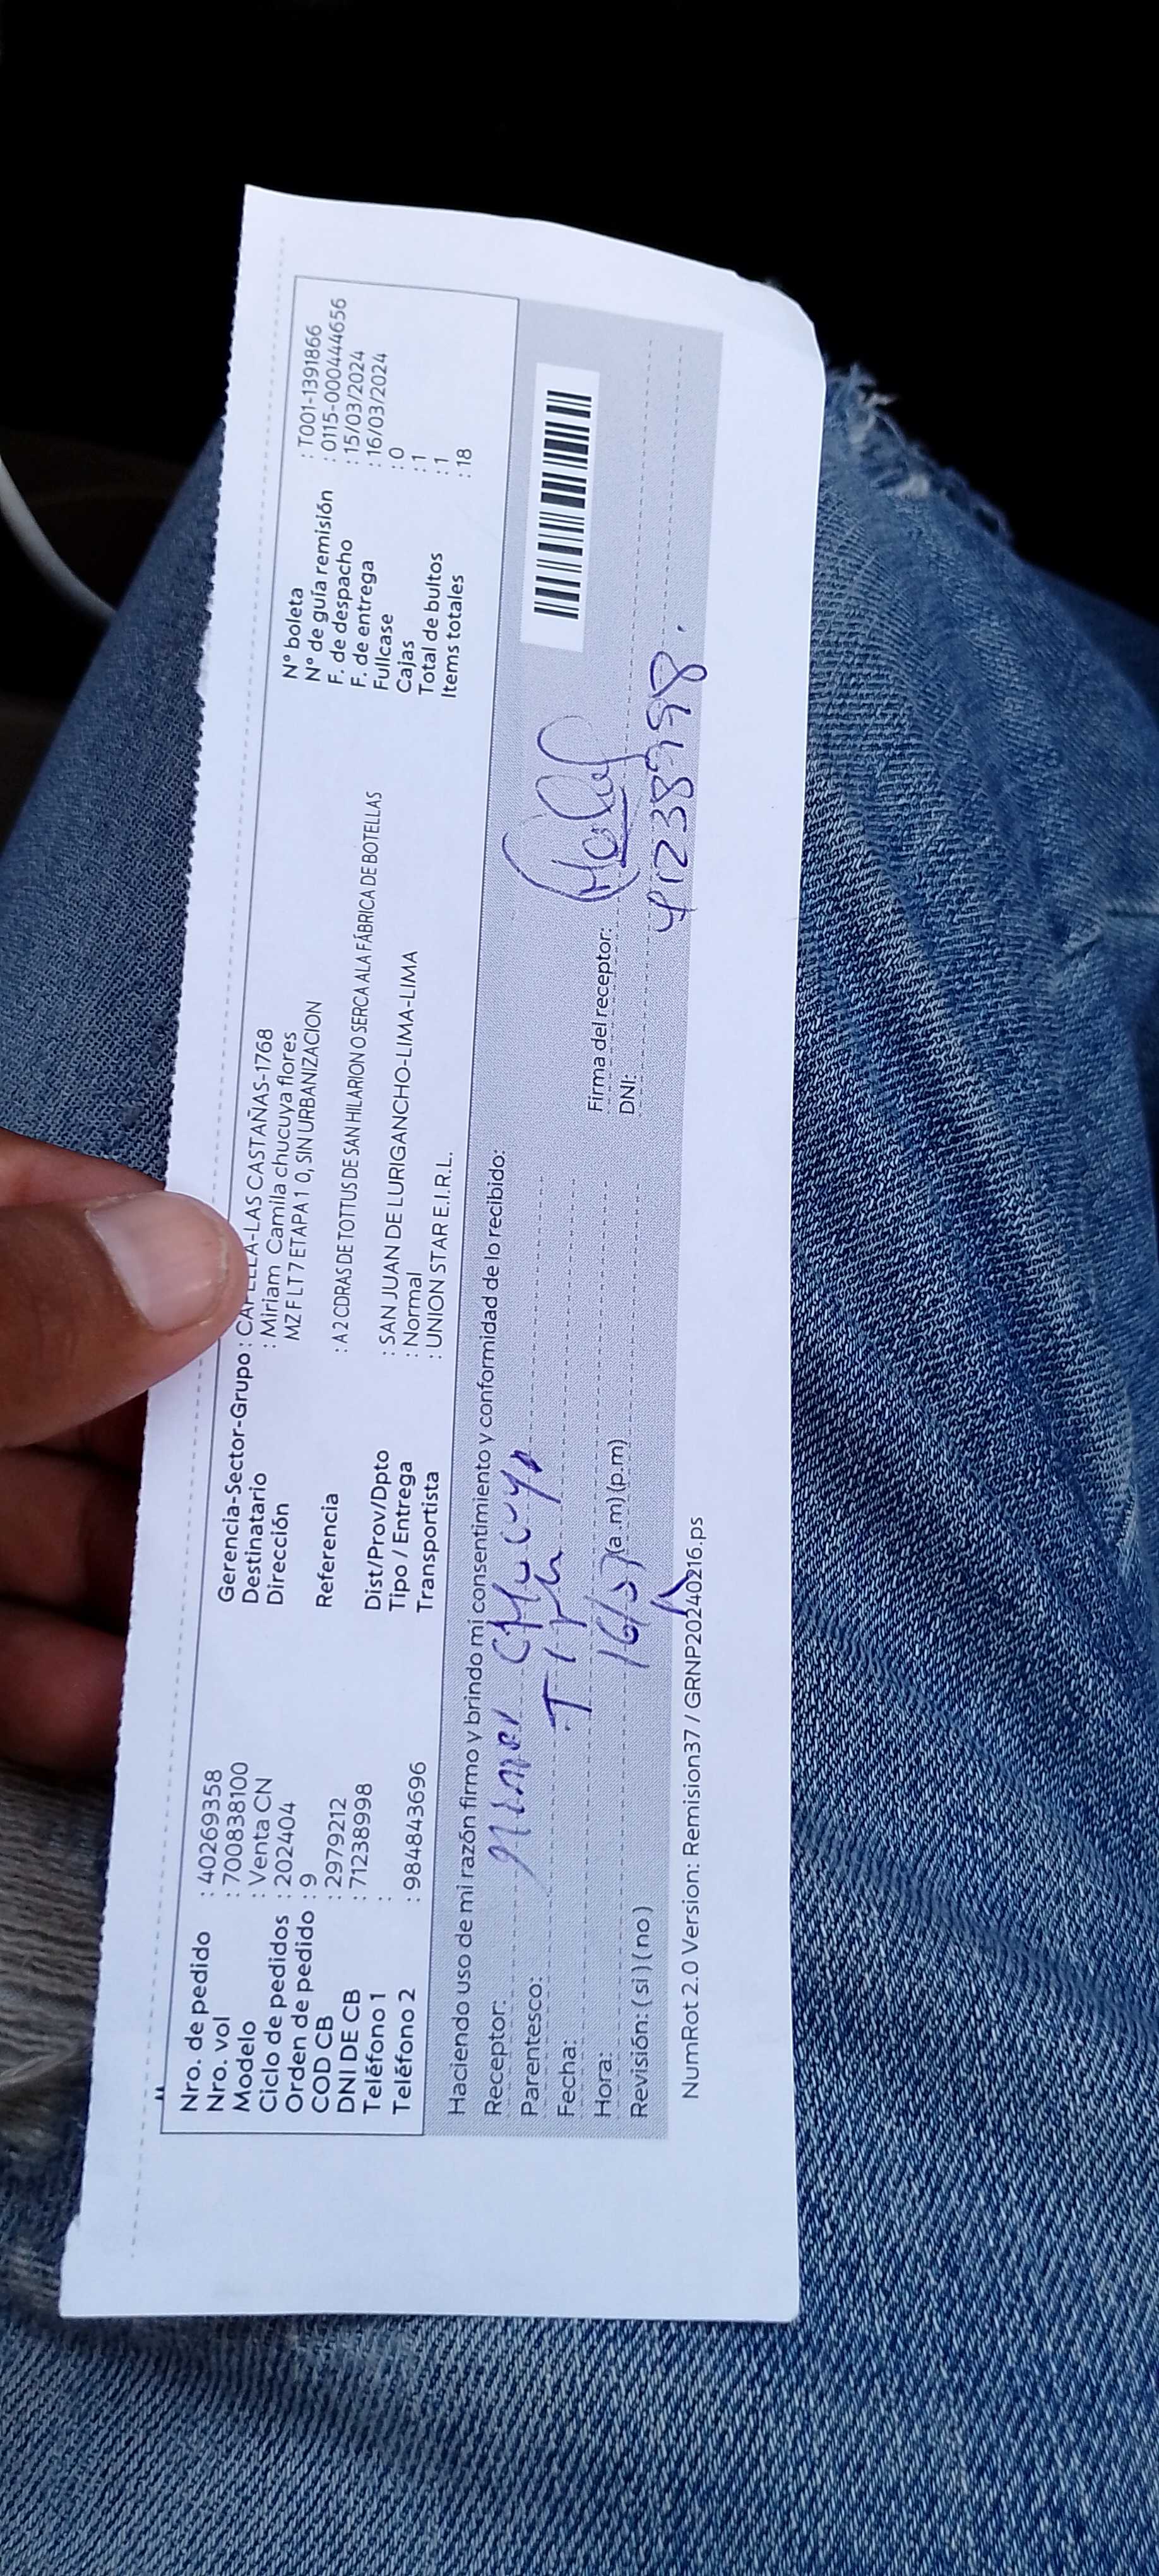 Nro. de pedido : 40269358
Nro. vol : 700838100
Modelo : Venta CN
Ciclo de pedidos : 202404
Orden de pedido : 9
COD CB : 2979212
DNI DE CB : 71238998
Teléfono 1 :
Teléfono 2 : 984843696
Gerencia-Sector-Grupo : -LAS CASTAÑAS-1768
Destinatario : Miriam Camila chucuya flores
Dirección MZ F LT 7 ETAPA 1 0, SIN URBANIZACION
Referencia : A 2 CDRAS DE TOTTUS DE SAN HILARION O SERCA ALA FÁBRICA DE BOTELLAS
Dist/Prov/Dpto : SAN JUAN DE LURIGANCHO-LIMA-LIMA
Tipo / Entrega : Normal
Transportista : UNION STAR E.I.R.L.
N° boleta : T001-1391866
N° de guía remisión : 0115-000444656
F. de despacho : 15/03/2024
F. de entrega : 16/03/2024
Fullcase : 0
Cajas : 1
Total de bultos : 1
Items totales : 18
Haciendo uso de mi razón firmo y brindo mi consentimiento y conformidad de lo recibido:
Receptor: chucuya
Parentesco:
Fecha:
Hora: (a.m) (p.m)
Revisión: ( si ) ( no )
Firma del receptor:
DNI:
NumRot 2.0 Version: Remision37 / GRNP20240216.ps